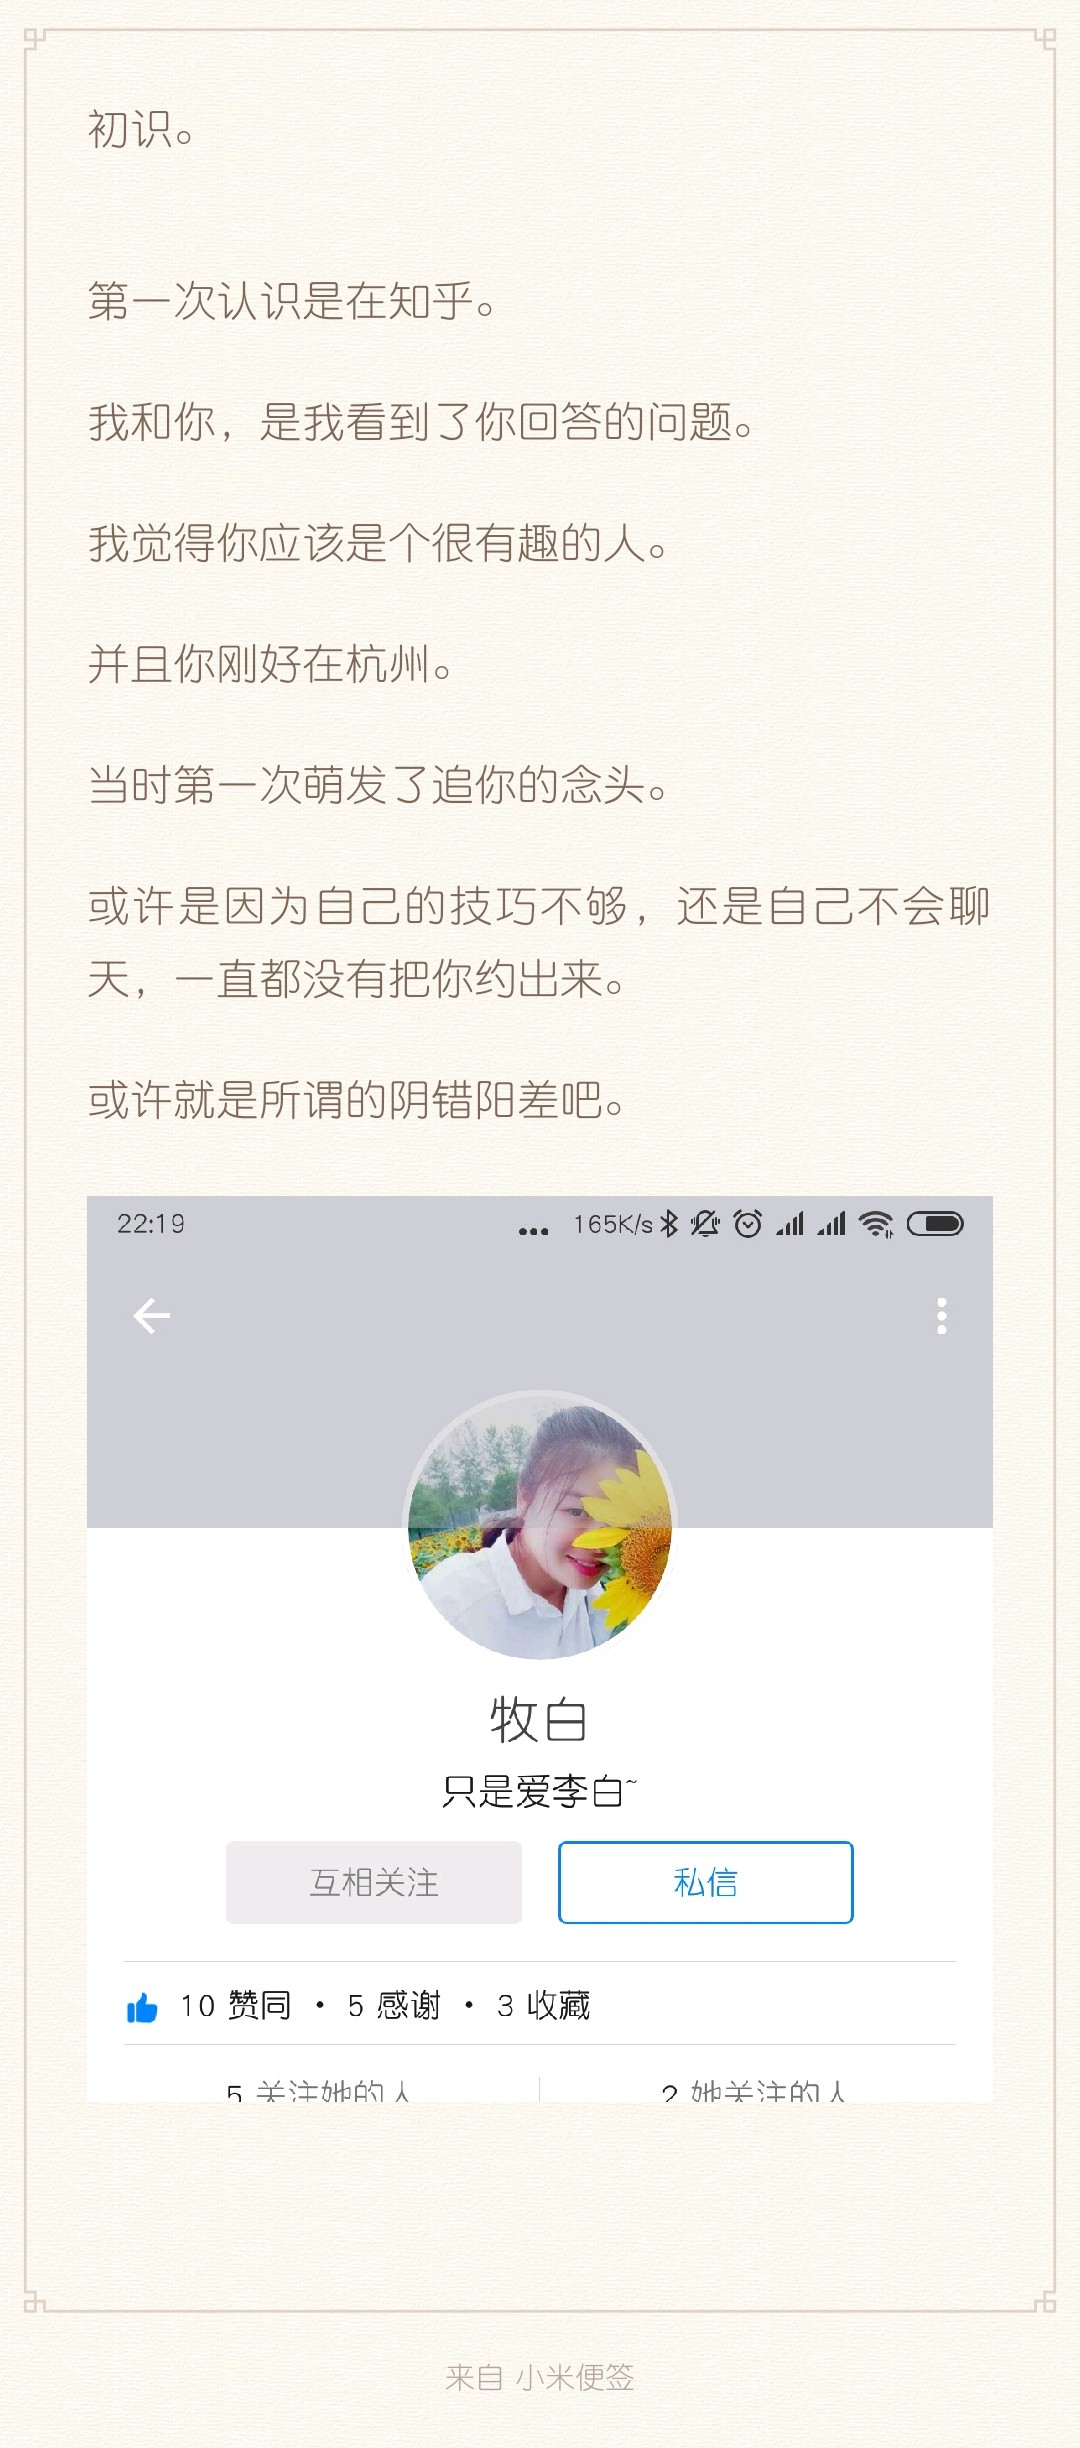 初识。
第一次认识是在知乎。
我和你，是我看到了你回答的问题。
我觉得你应该是个很有趣的人。
并且你刚好在杭州。
当时第一次萌发了追你的念头。
或许是因为自己的技巧不够，还是自己不会聊
天，一直都没有把你约出来。
或许就是所谓的阴错阳差吧。
22:19 ... 165K/s
牧白
只是爱李白~
互相关注 私信
10 赞同 · 5 感谢 · 3 收藏
5 关注她的人 2 她关注的人
来自 小米便签